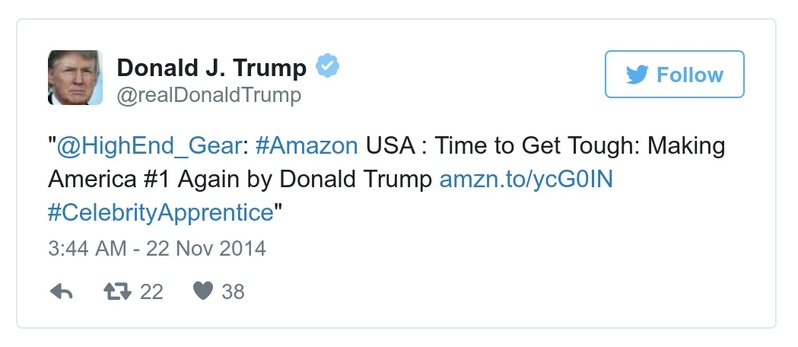 Donald J. Trump
@realDonaldTrump
Follow
"@HighEnd_Gear: #Amazon USA : Time to Get Tough: Making
America #1 Again by Donald Trump amzn.to/ycG0IN
#CelebrityApprentice"
3:44 AM - 22 Nov 2014
22 38